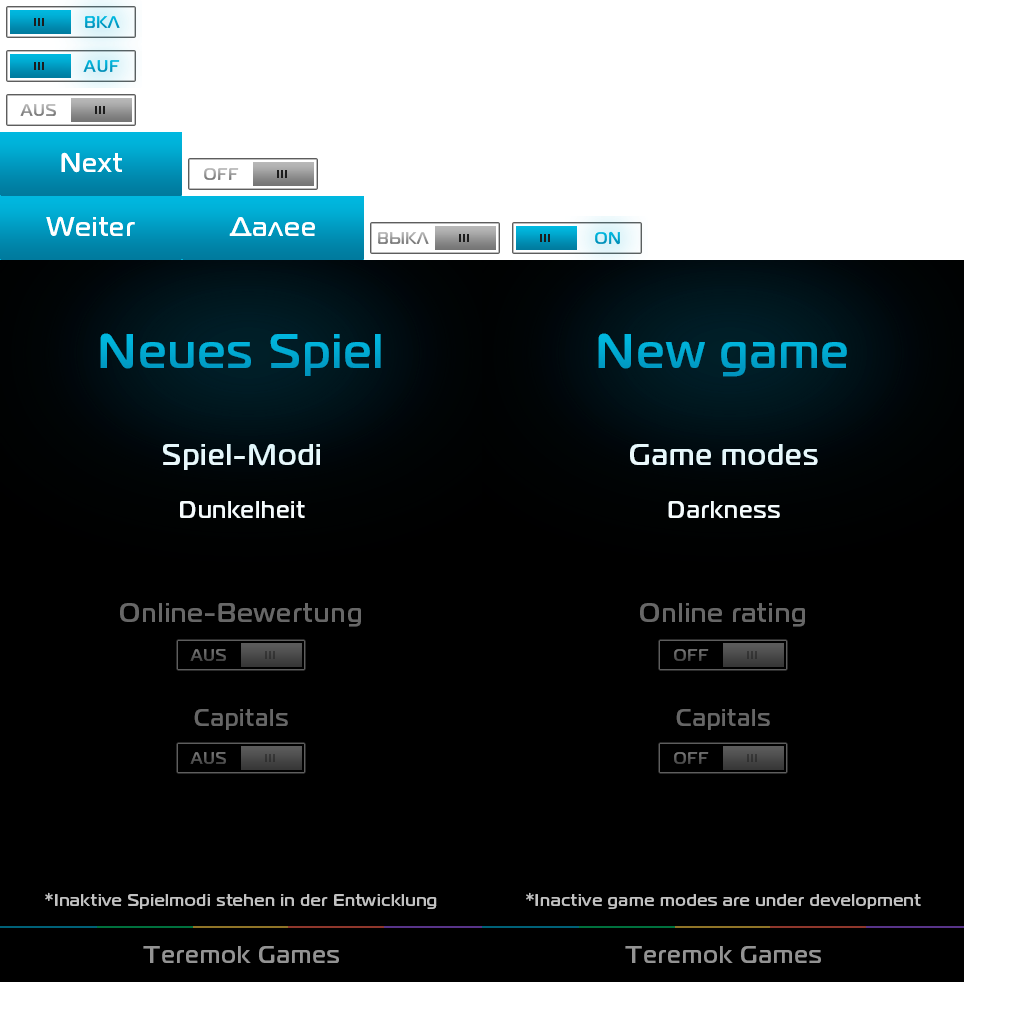 ВКЛ
AUF
AUS
Next
OFF
Weiter
Далее
ВЫКЛ
ON
Neues Spiel
Spiel-Modi
Dunkelheit
Online-Bewertung
AUS
Capitals
AUS
*Inaktive Spielmodi stehen in der Entwicklung
Teremok Games
New game
Game modes
Darkness
Online rating
OFF
Capitals
OFF
*Inactive game modes are under development
Teremok Games